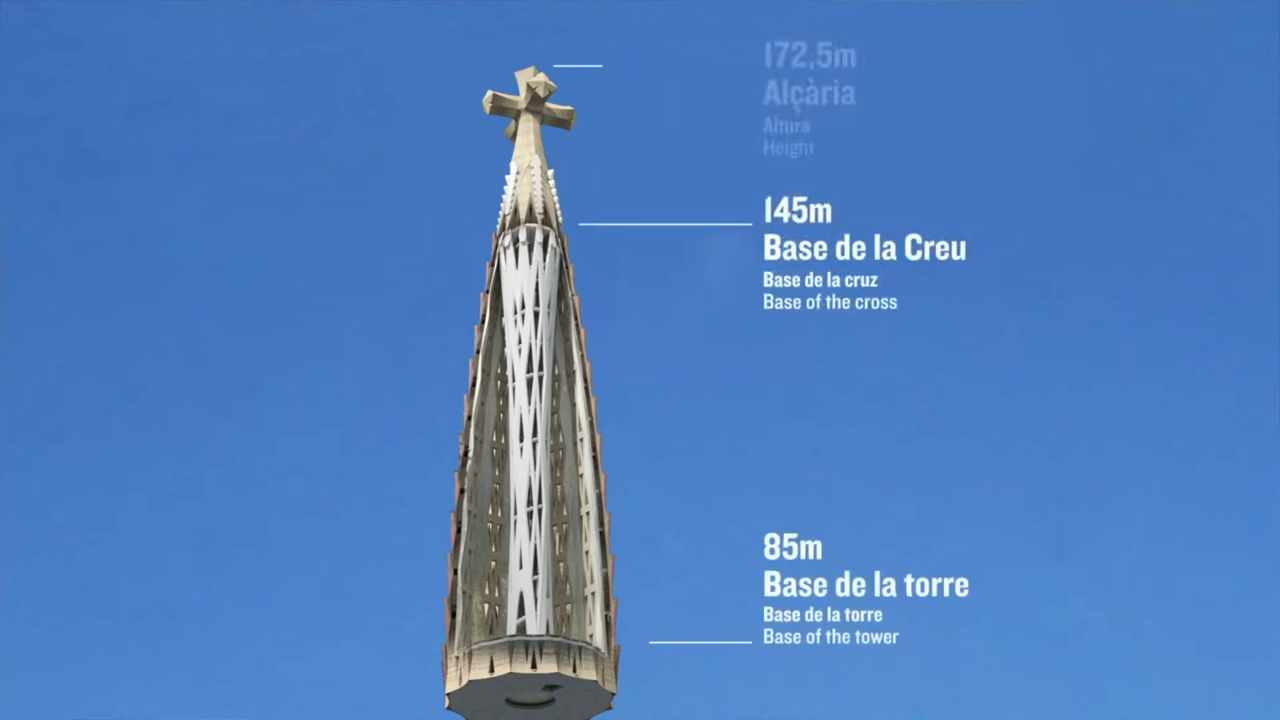 172,5m
Alçària
Altura
Height
145m
Base de la Creu
Base de la cruz
Base of the cross
85m
Base de la torre
Base de la torre
Base of the tower